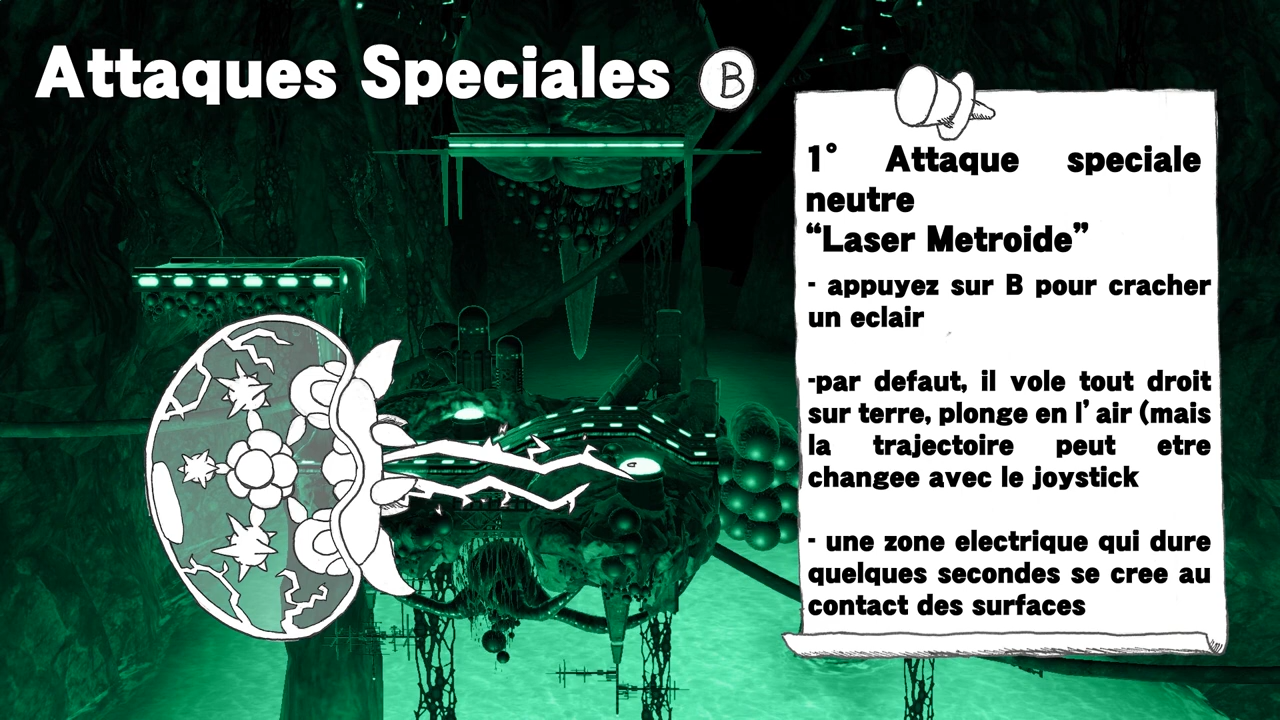 Attaques Speciales B
1° Attaque speciale
neutre
“Laser Metroide”
- appuyez sur B pour cracher
un eclair
-par defaut, il vole tout droit
sur terre, plonge en l’air (mais
la trajectoire peut etre
changee avec le joystick
- une zone electrique qui dure
quelques secondes se cree au
contact des surfaces